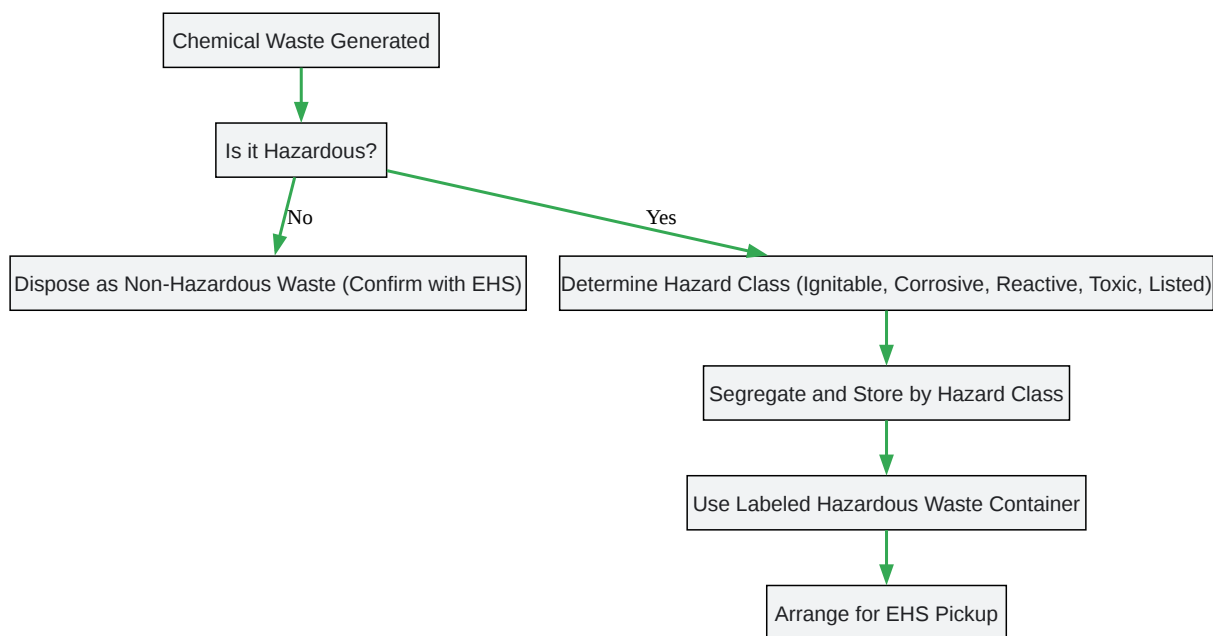 Chemical Waste Generated
Is it Hazardous?
No
Yes
Dispose as Non-Hazardous Waste (Confirm with EHS)
Determine Hazard Class (Ignitable, Corrosive, Reactive, Toxic, Listed)
Segregate and Store by Hazard Class
Use Labeled Hazardous Waste Container
Arrange for EHS Pickup